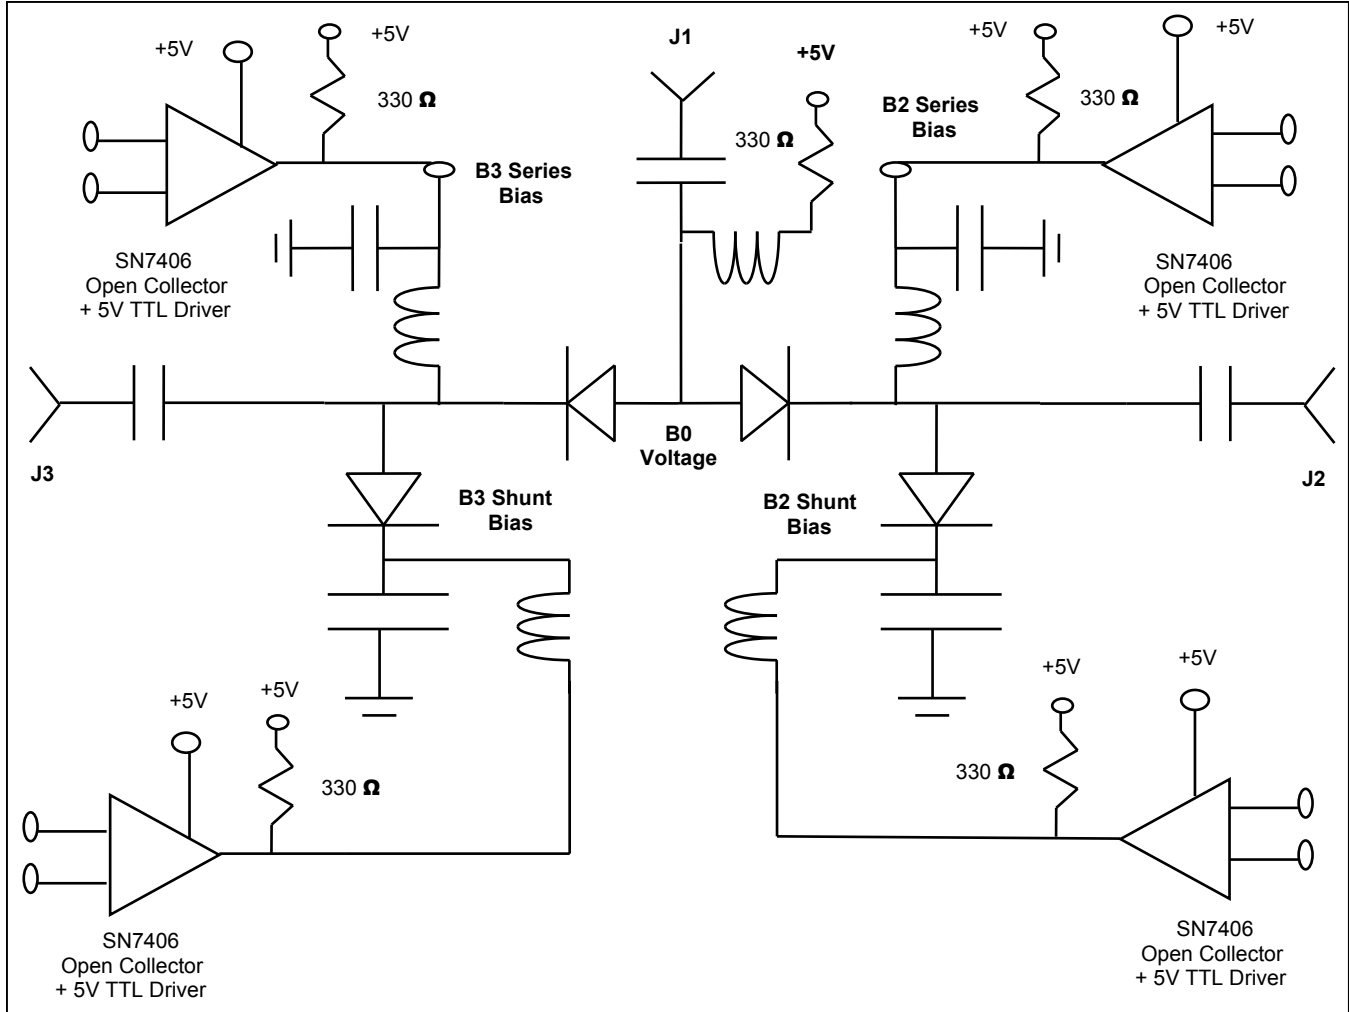 +5V
+5V
330 Ω
J1
+5V
330 Ω
+5V
+5V
330 Ω
B2 Series
Bias
B3 Series
Bias
SN7406
Open Collector
+ 5V TTL Driver
SN7406
Open Collector
+ 5V TTL Driver
J3
B0
Voltage
J2
B3 Shunt
Bias
B2 Shunt
Bias
+5V
+5V
330 Ω
+5V
+5V
330 Ω
SN7406
Open Collector
+ 5V TTL Driver
SN7406
Open Collector
+ 5V TTL Driver